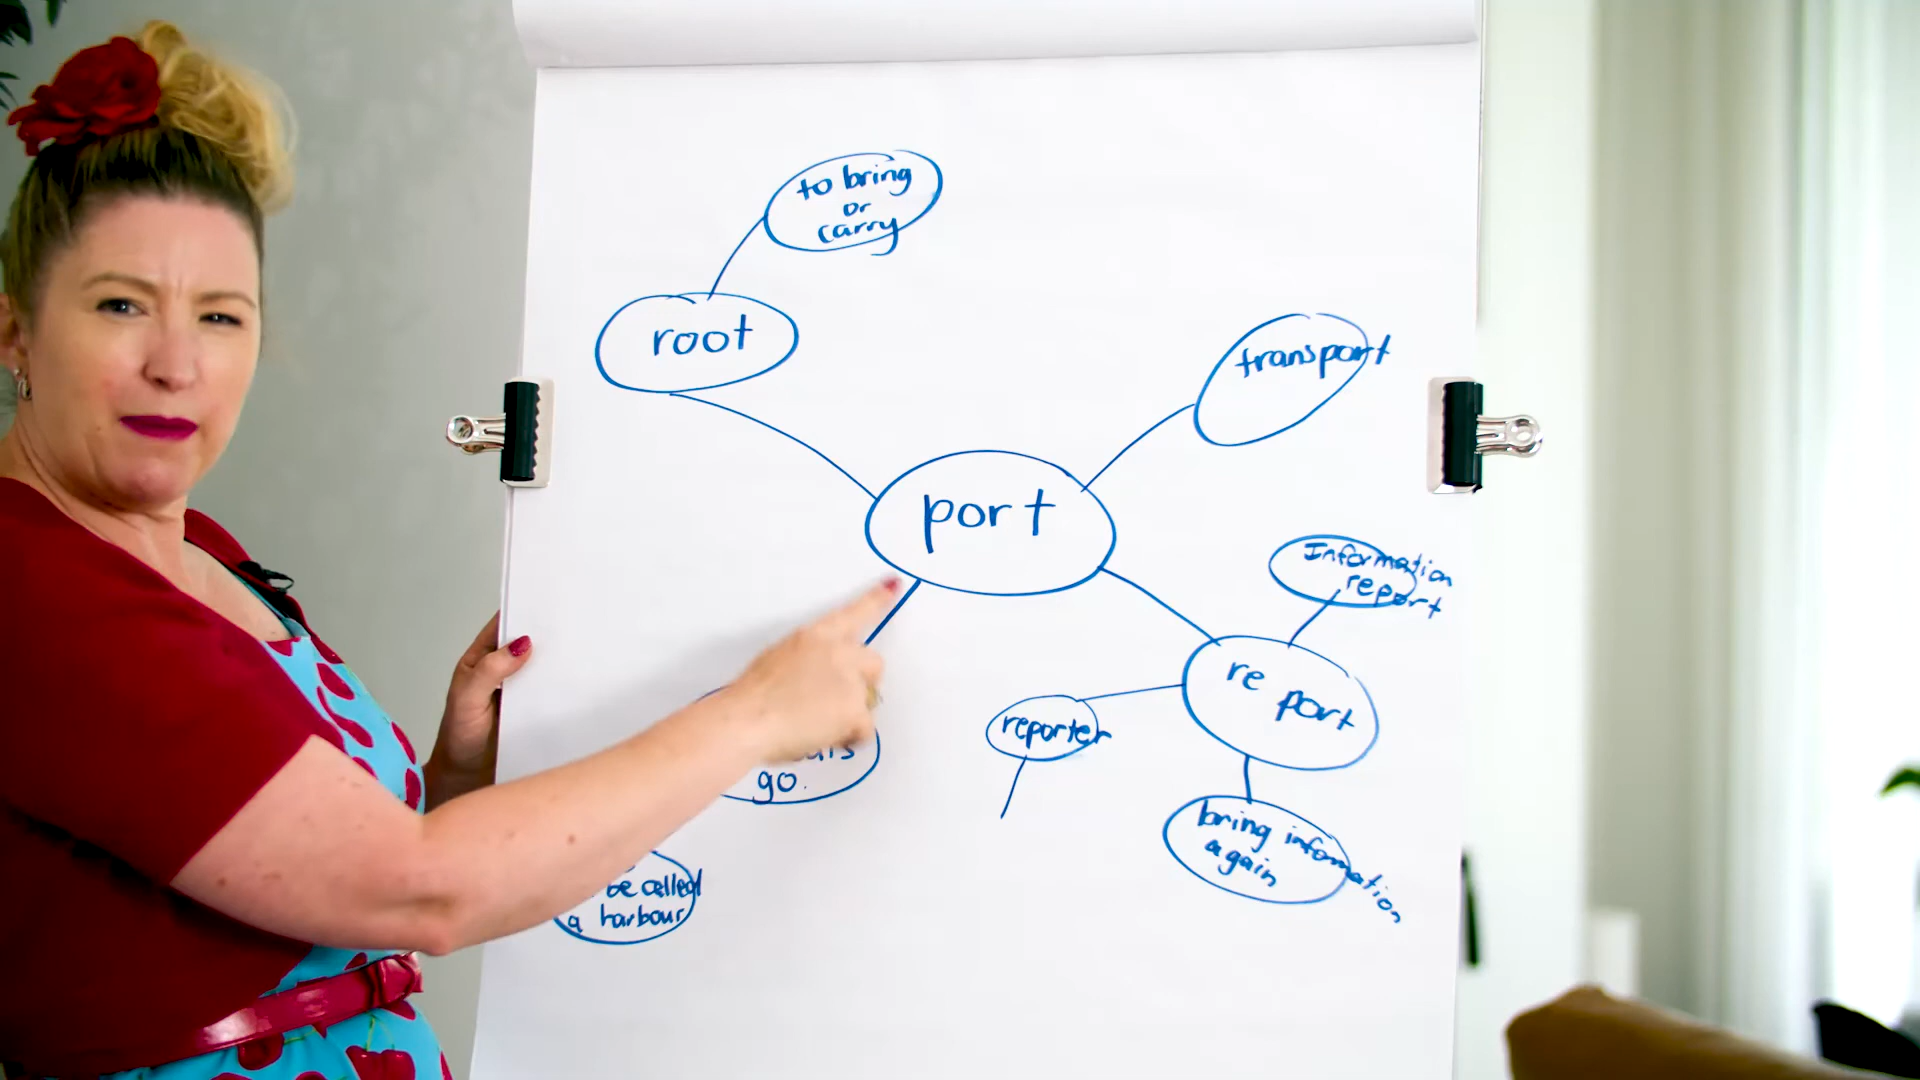 to bring
or
carry
root
transport
port
Information
report
re port
reporter
go.
bring information
again
be called
a harbour